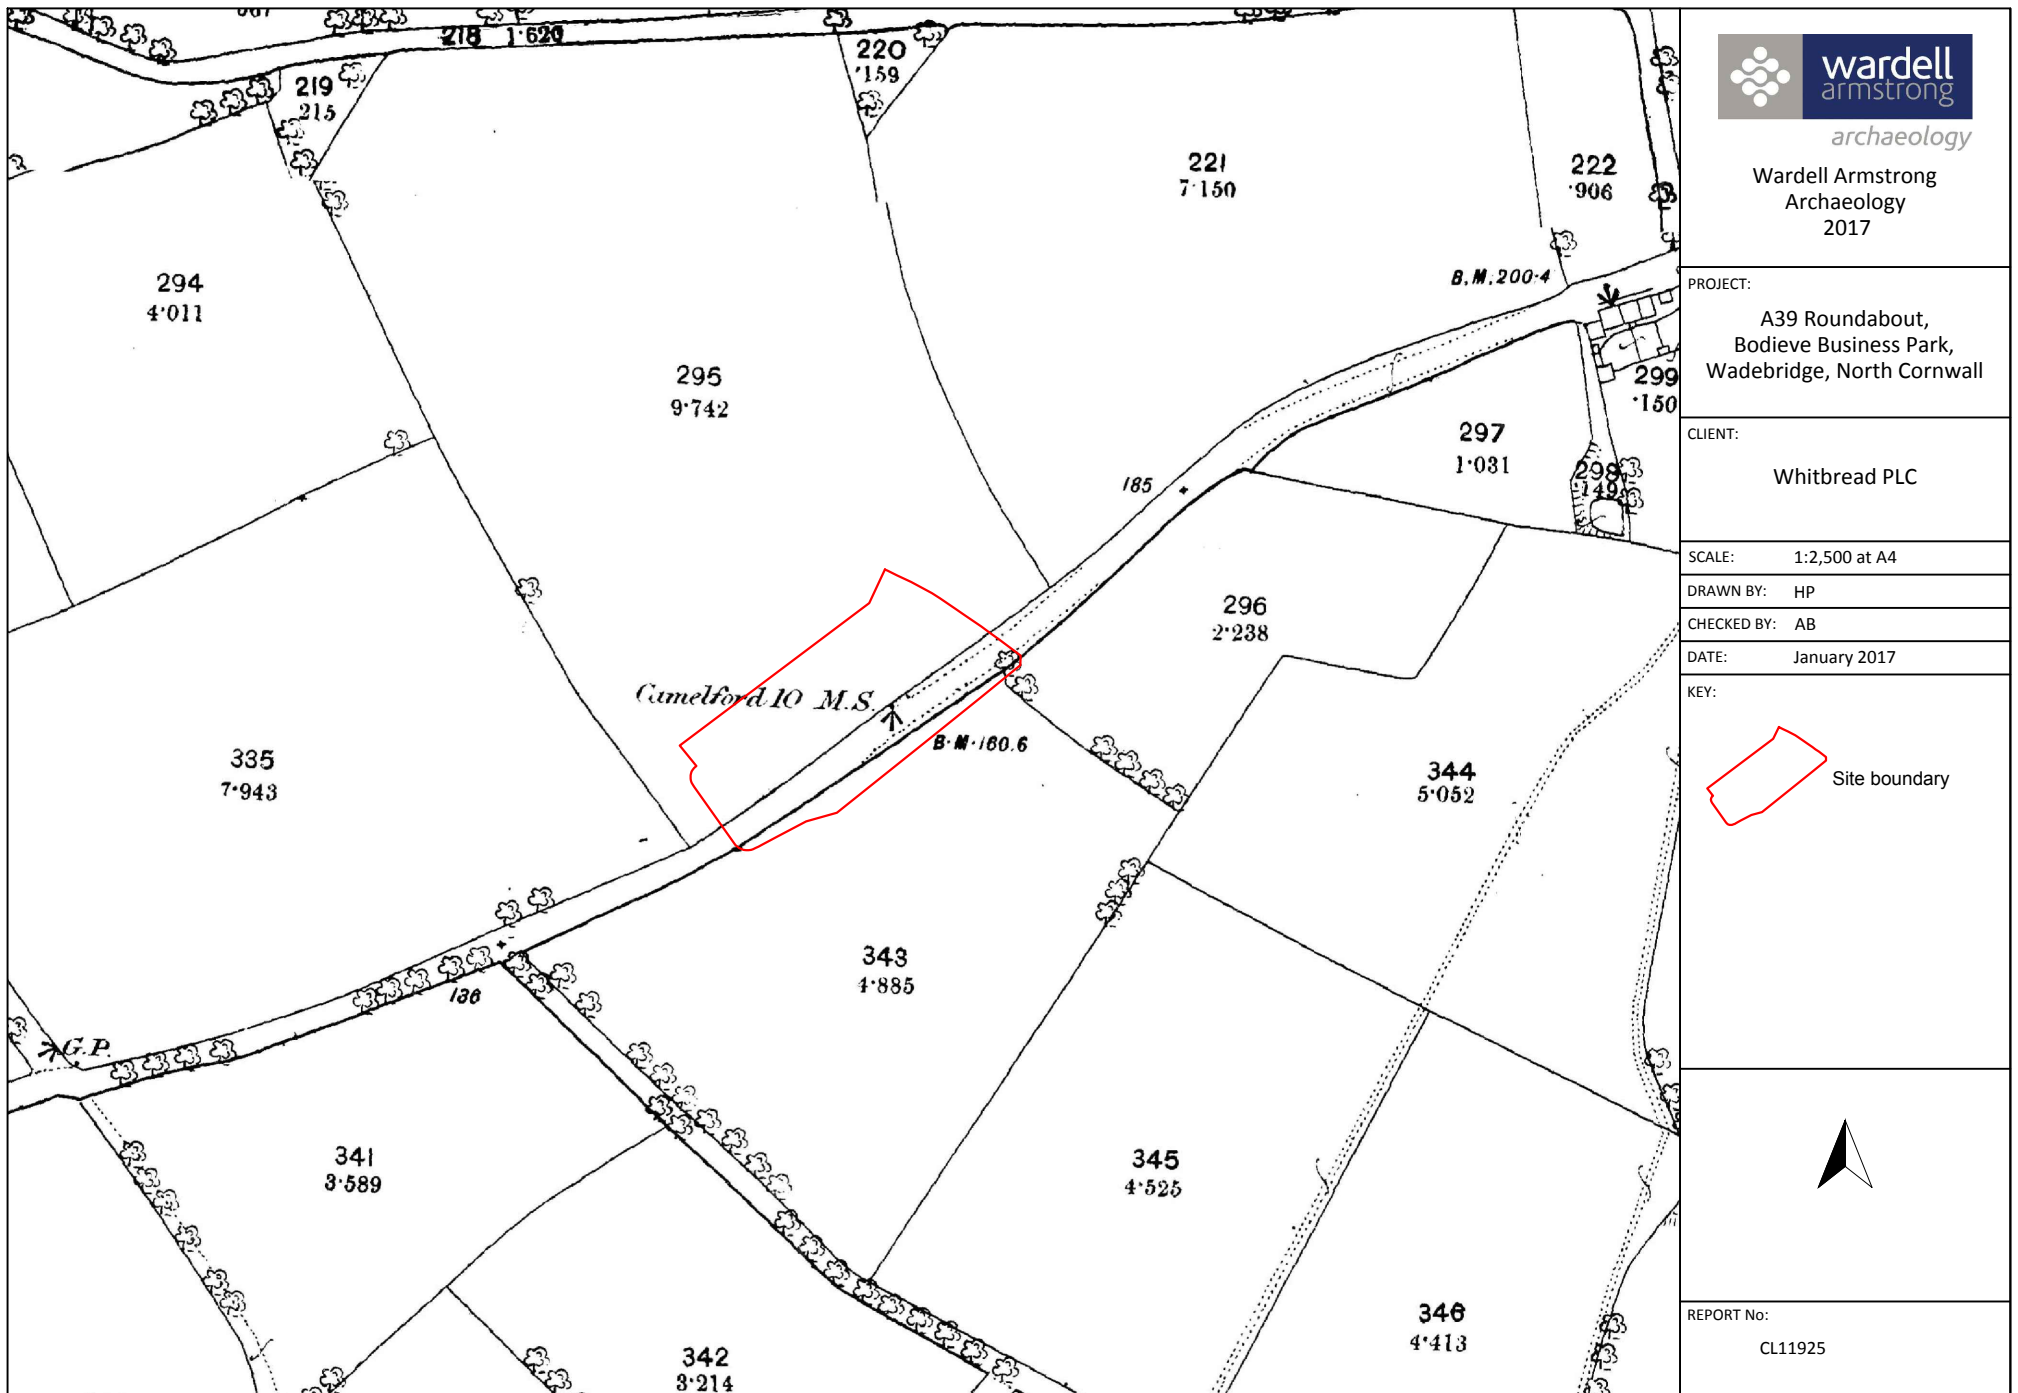 218 1·620
219
215
220
·159
221
7·150
222
·906
294
4·011
295
9·742
B.M. 200·4
299
·150
297
1·031
298
·149
185
296
2·238
Camelford 10 M.S.
B·M·160.6
335
7·943
344
5·052
343
4·885
136
G.P.
341
3·589
345
4·525
346
4·413
342
3·214
wardell
armstrong
archaeology
Wardell Armstrong
Archaeology
2017
PROJECT:
A39 Roundabout,
Bodieve Business Park,
Wadebridge, North Cornwall
CLIENT:
Whitbread PLC
SCALE: 1:2,500 at A4
DRAWN BY: HP
CHECKED BY: AB
DATE: January 2017
KEY:
Site boundary
REPORT No:
CL11925